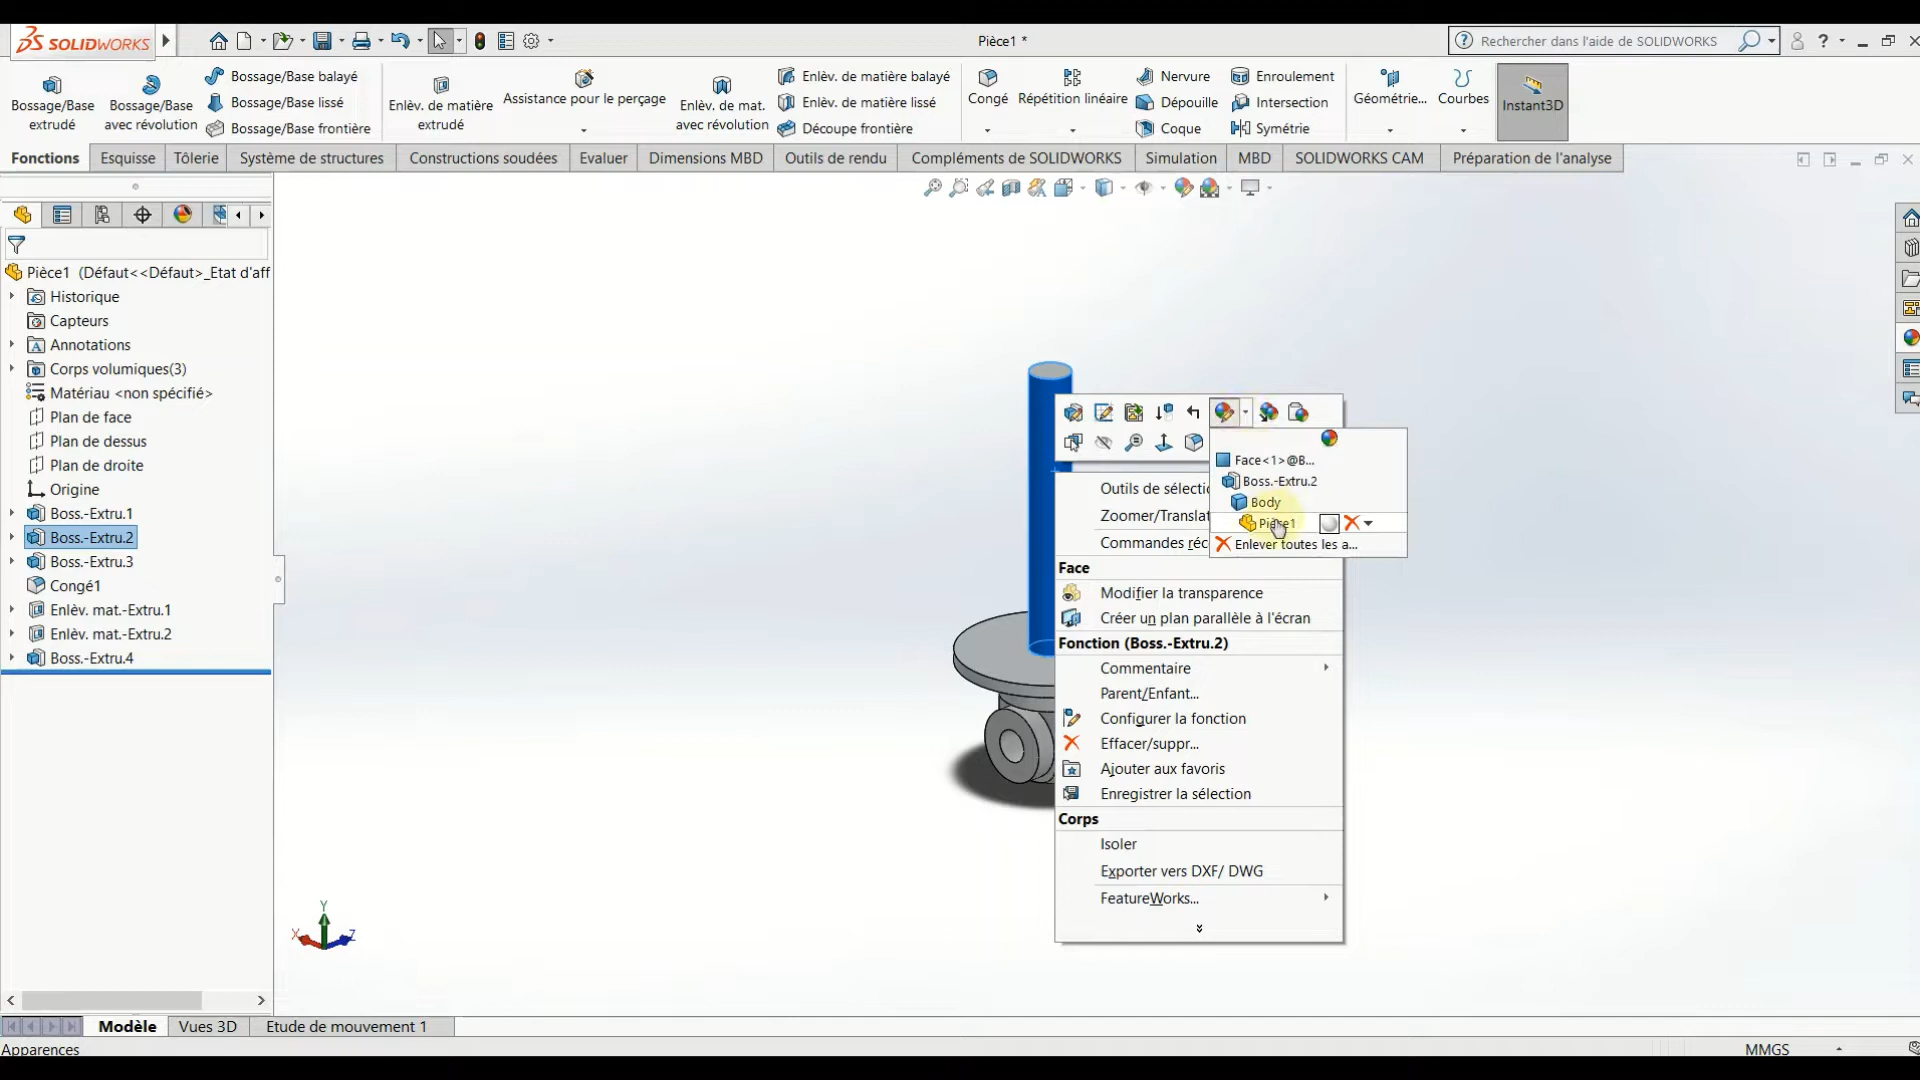 SOLIDWORKS
Pièce1 *
Rechercher dans l'aide de SOLIDWORKS
?
Bossage/Base extrudé
Bossage/Base avec révolution
Bossage/Base balayé
Bossage/Base lissé
Bossage/Base frontière
Enlèv. de matière extrudé
Assistance pour le perçage
Enlèv. de mat. avec révolution
Enlèv. de matière balayé
Enlèv. de matière lissé
Découpe frontière
Congé
Répétition linéaire
Nervure
Dépouille
Coque
Enroulement
Intersection
Symétrie
Géométrie...
Courbes
Instant3D
Fonctions
Esquisse
Tôlerie
Système de structures
Constructions soudées
Evaluer
Dimensions MBD
Outils de rendu
Compléments de SOLIDWORKS
Simulation
MBD
SOLIDWORKS CAM
Préparation de l'analyse
Pièce1 (Défaut<<Défaut>_Etat d'aff
Historique
Capteurs
Annotations
Corps volumiques(3)
Matériau <non spécifié>
Plan de face
Plan de dessus
Plan de droite
Origine
Boss.-Extru.1
Boss.-Extru.2
Boss.-Extru.3
Congé1
Enlèv. mat.-Extru.1
Enlèv. mat.-Extru.2
Boss.-Extru.4
Face<1>@B...
Boss.-Extru.2
Body
Pièce1
Enlever toutes les a...
Outils de sélectio
Zoomer/Translat
Commandes réc
Face
Modifier la transparence
Créer un plan parallèle à l'écran
Fonction (Boss.-Extru.2)
Commentaire
Parent/Enfant...
Configurer la fonction
Effacer/suppr...
Ajouter aux favoris
Enregistrer la sélection
Corps
Isoler
Exporter vers DXF/ DWG
FeatureWorks...
Y
X
Z
Modèle
Vues 3D
Etude de mouvement 1
Apparences
MMGS